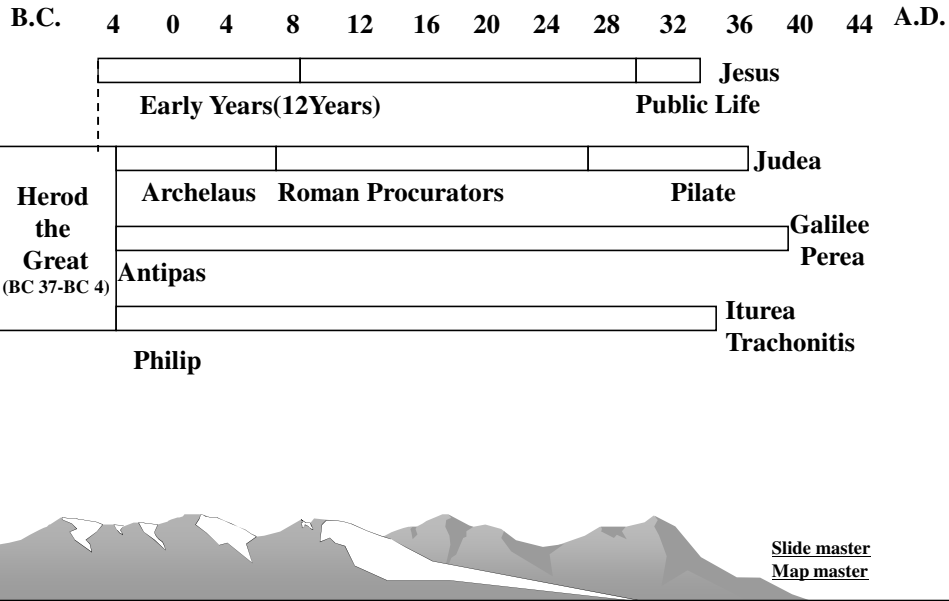 B.C. 4 0 4 8 12 16 20 24 28 32 36 40 44 A.D.
Jesus
Early Years(12Years) Public Life
Judea
Archelaus Roman Procurators Pilate
Herod
the
Great
(BC 37-BC 4)
Galilee
Perea
Antipas
Iturea
Trachonitis
Philip
Slide master
Map master